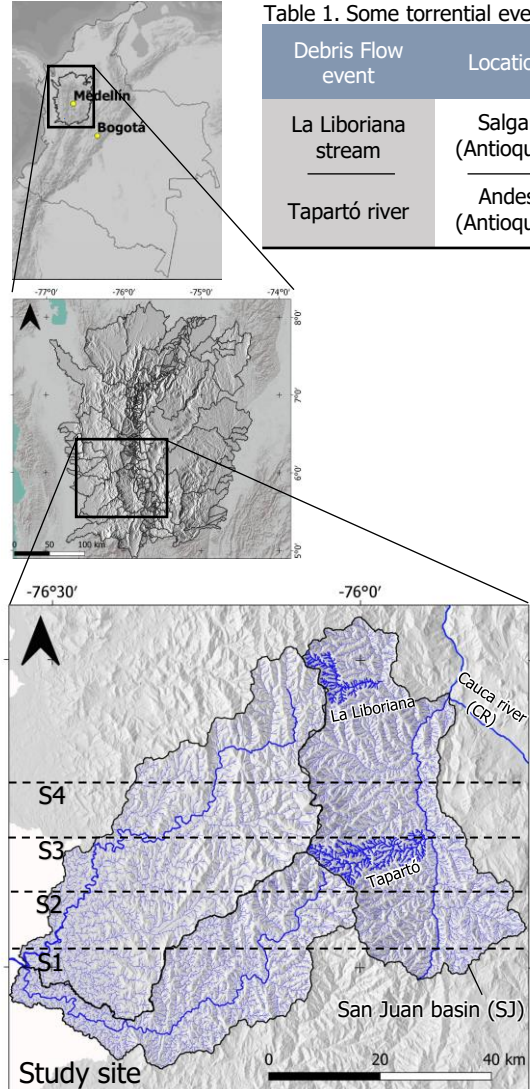 Table 1. Some torrential eve
Debris Flow
event
Locatio
La Liboriana
stream
Salga
(Antioqu
Tapartó river
Andes
(Antioqu
Medellín
Bogotá
-77°0'
-76°0'
-75°0'
-74°0'
8°0'
7°0'
6°0'
5°0'
0 50 100 km
-76°30'
-76°0'
La Liboriana
Cauca river
(CR)
S4
S3
Tapartó
S2
S1
San Juan basin (SJ)
Study site
0 20 40 km